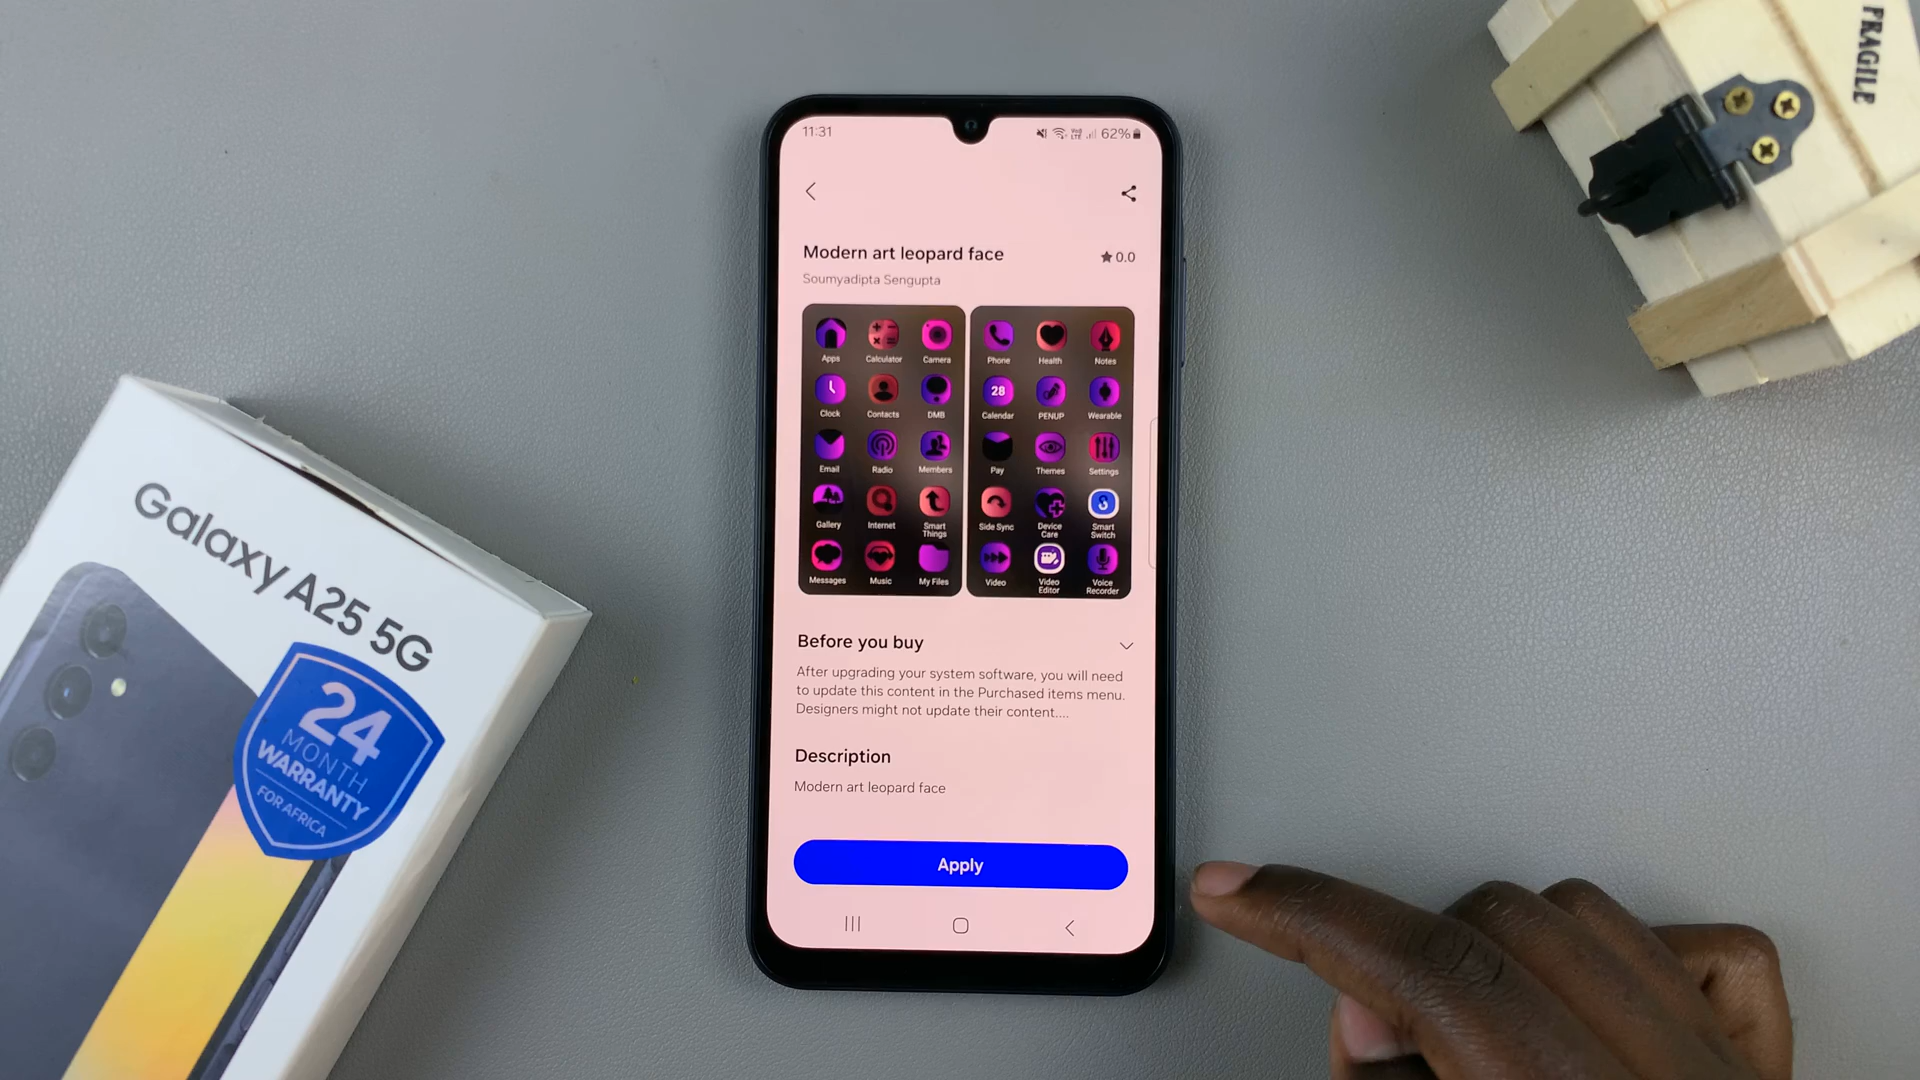 FRAGILE
11:31
Vo) LTE 62%
Modern art leopard face
★0.0
Soumyadipta Sengupta
Apps Calculator Camera
Clock Contacts DMB
Email Radio Members
Gallery Internet Smart Things
Messages Music My Files
Phone Health Notes
28
Calendar PENUP Wearable
Pay Themes Settings
Side Sync Device Care Smart Switch
Video Video Editor Voice Recorder
Before you buy
After upgrading your system software, you will need
to update this content in the Purchased items menu.
Designers might not update their content....
Description
Modern art leopard face
Apply
Galaxy A25 5G
24
MONTH
WARRANTY
FOR AFRICA